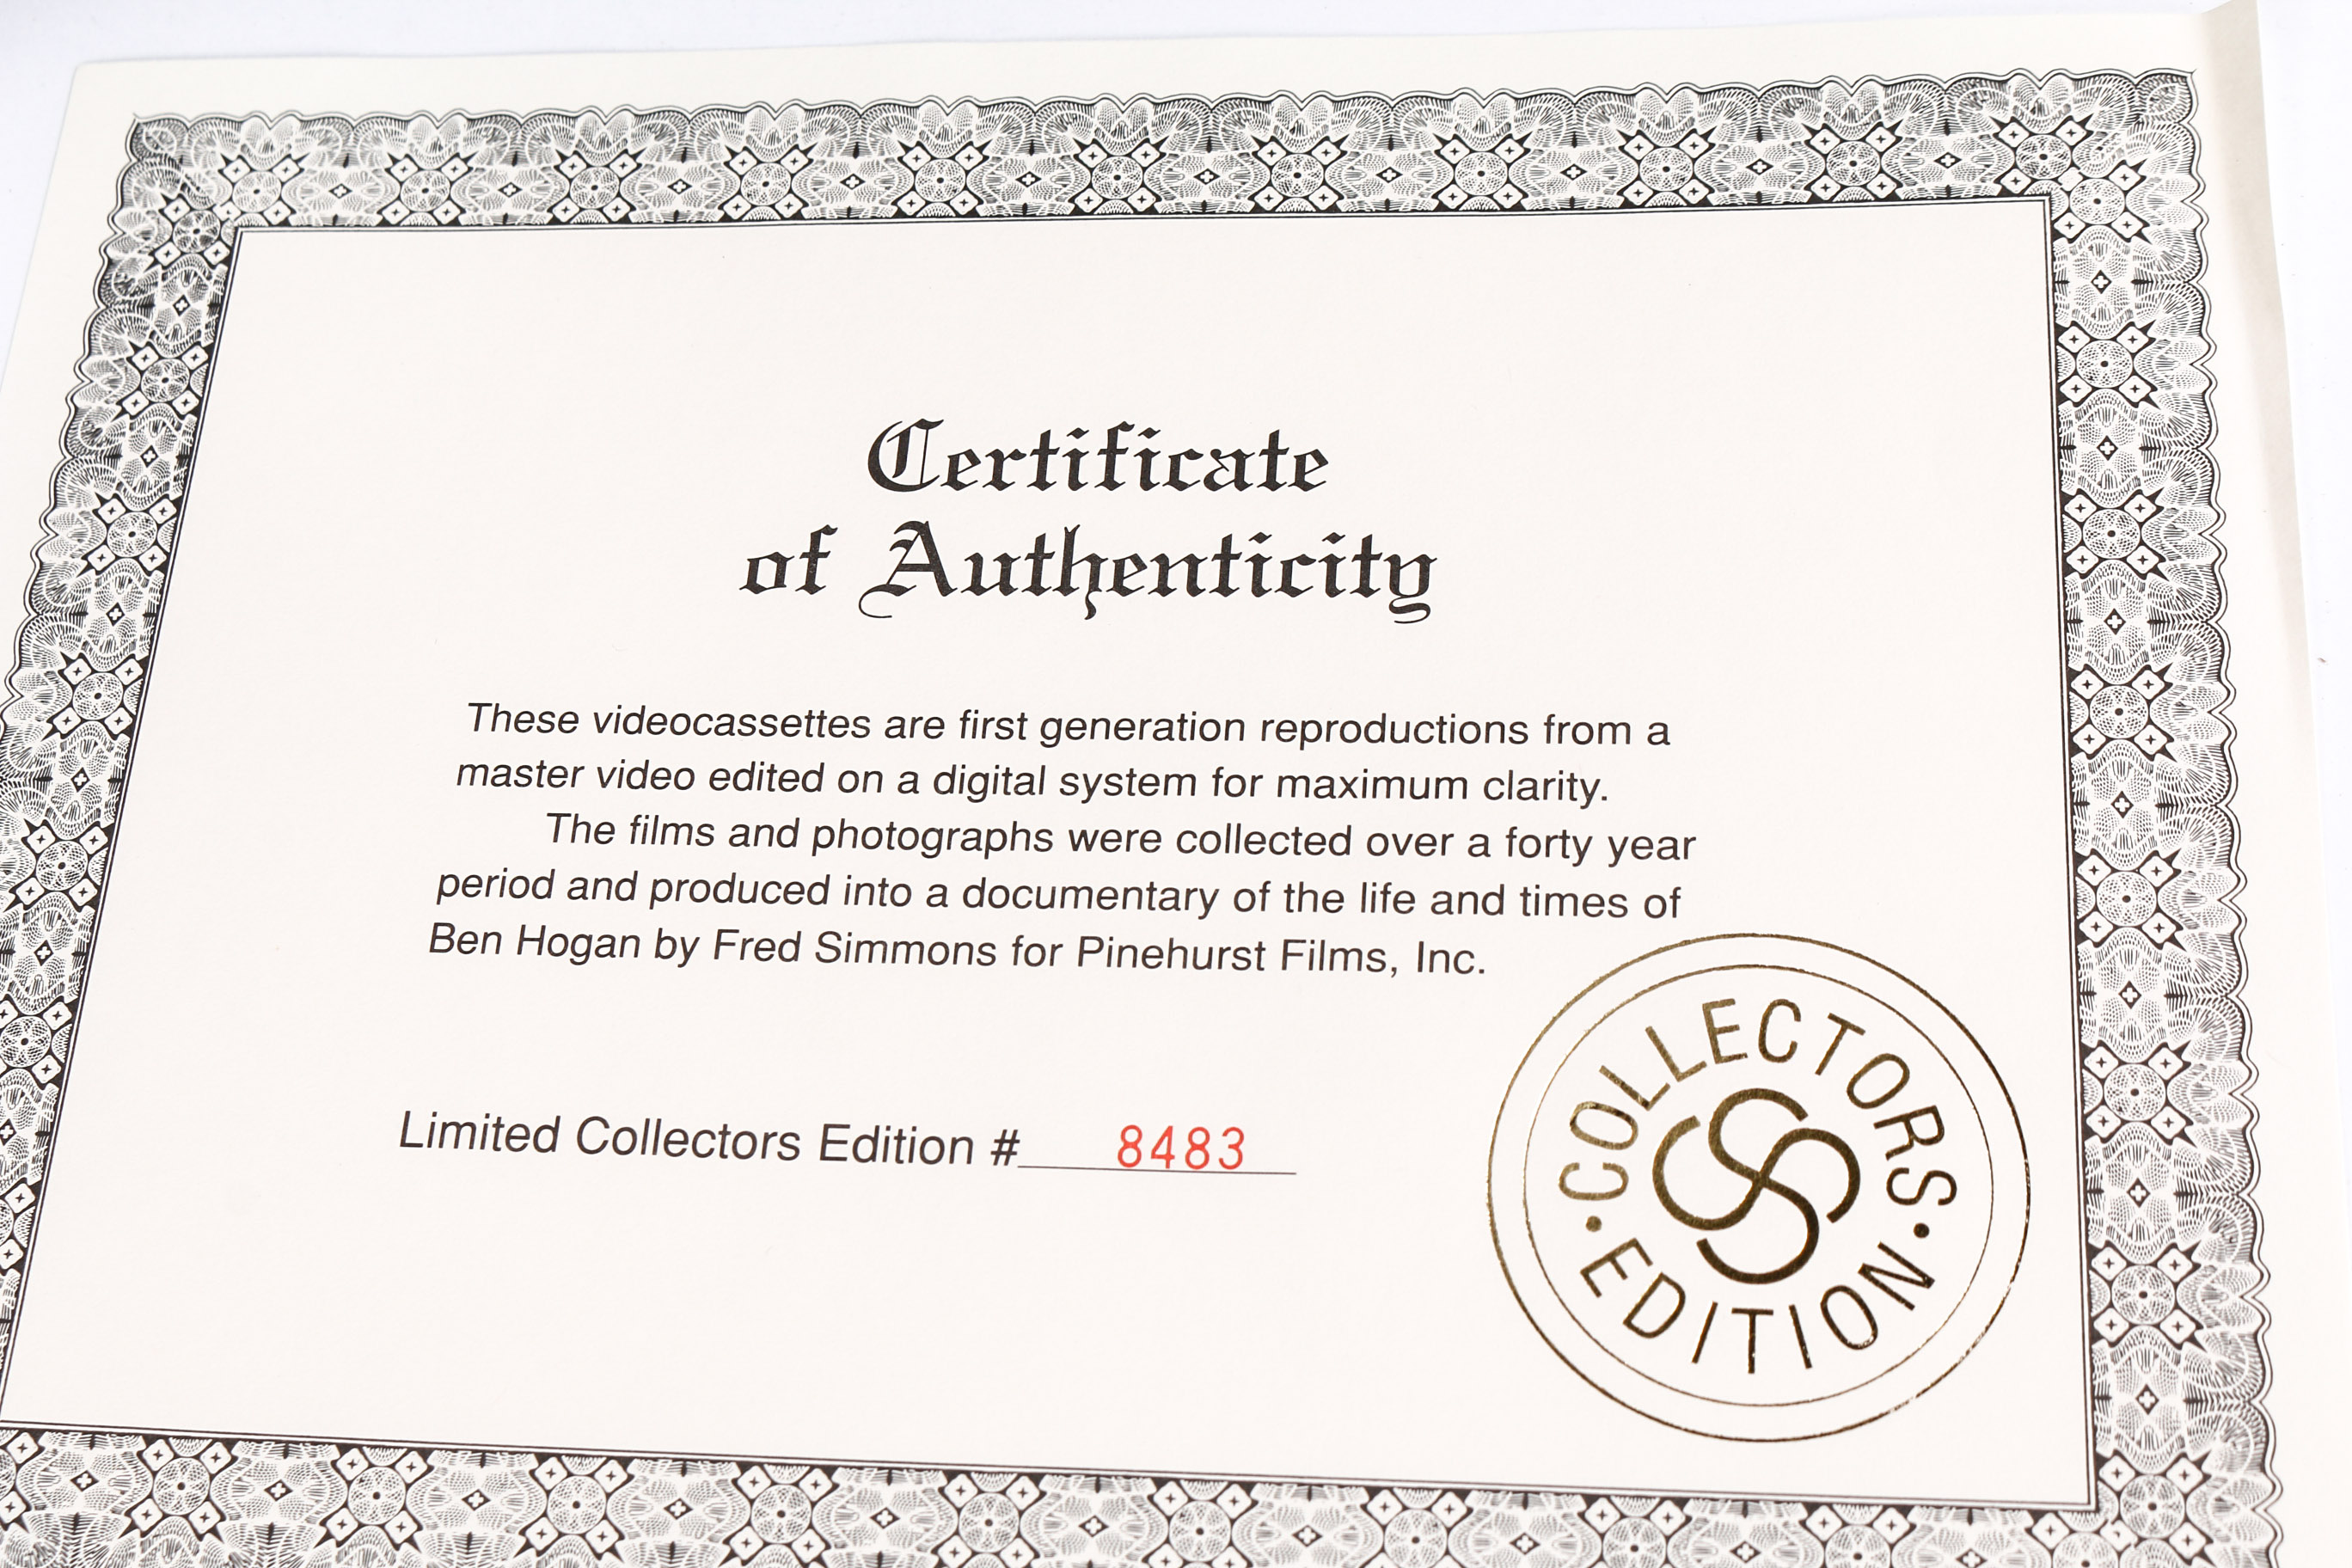 Certificate
of Authenticity
These videocassettes are first generation reproductions from a
master video edited on a digital system for maximum clarity.
The films and photographs were collected over a forty year
period and produced into a documentary of the life and times of
Ben Hogan by Fred Simmons for Pinehurst Films, Inc.
Limited Collectors Edition # 8483
COLLECTORS
• EDITION •